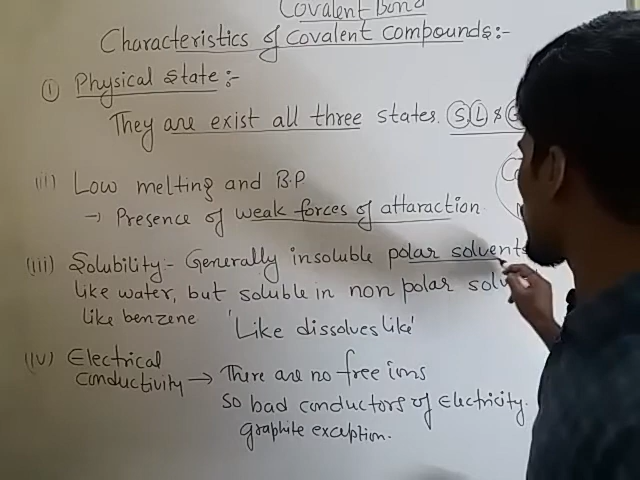 Covalent Bond
Characteristics of covalent compounds:-
(i) Physical state:-
They are exist all three states. (S)(L) &
(ii) Low melting and B.P
→ Presence of weak forces of attaraction
(iii) Solubility:- Generally insoluble polar solvents
like water, but soluble in non polar
like benzene 'Like dissolves like'
(iv) Electrical
conductivity → There are no free ions
so bad conductors of Electricity.
graphite exception.